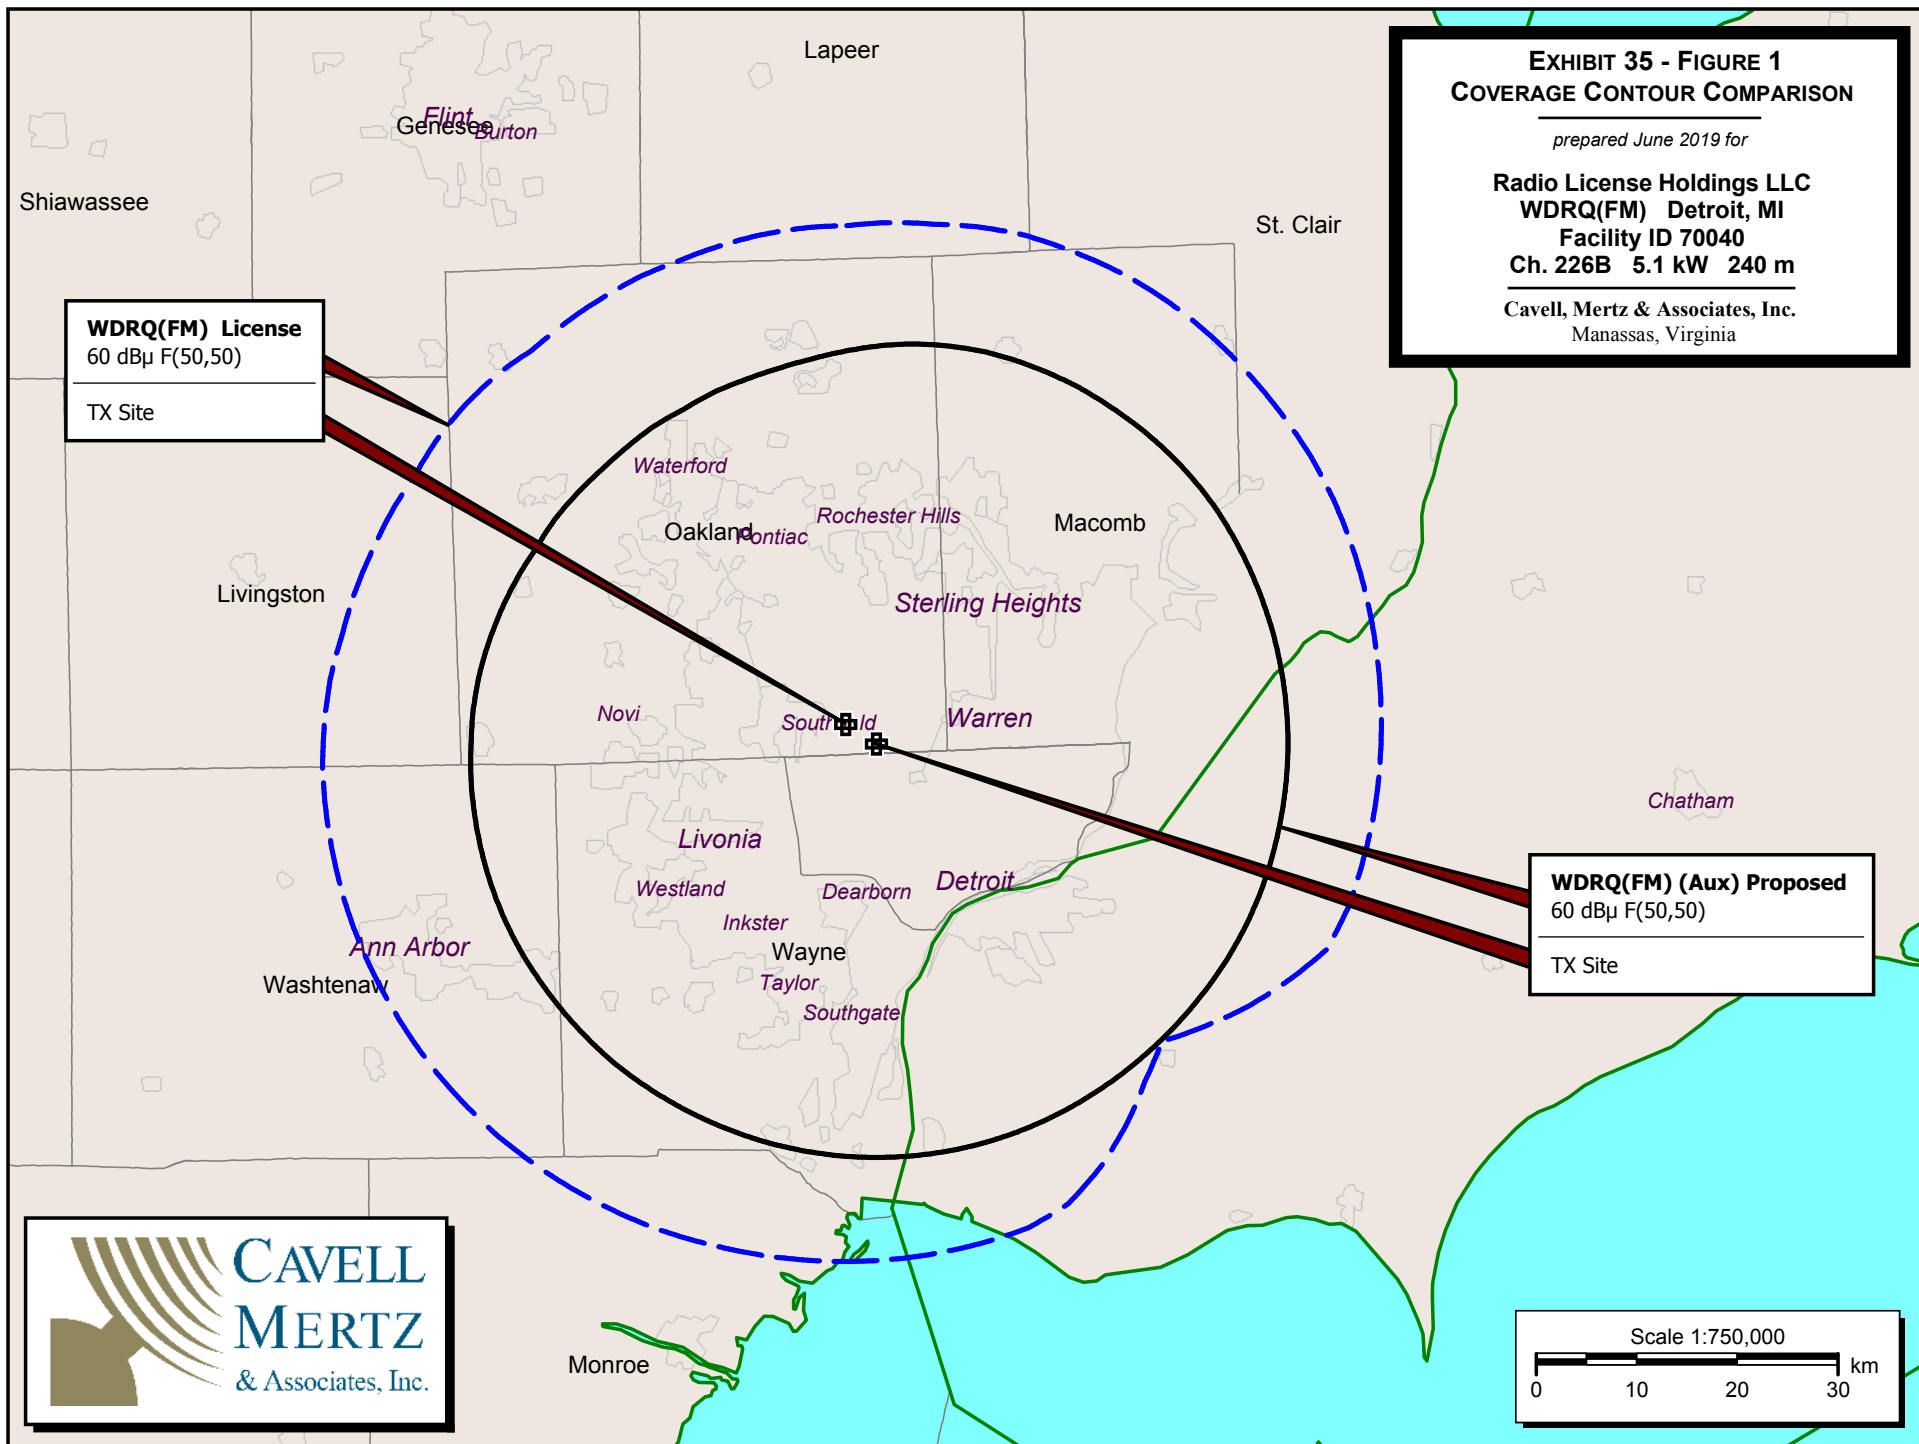 EXHIBIT 35 - FIGURE 1
COVERAGE CONTOUR COMPARISON
prepared June 2019 for
Radio License Holdings LLC
WDRQ(FM) Detroit, MI
Facility ID 70040
Ch. 226B 5.1 kW 240 m
Cavell, Mertz & Associates, Inc.
Manassas, Virginia
Lapeer
Flint
Genesee
Burton
Shiawassee
St. Clair
WDRQ(FM) License
60 dBµ F(50,50)
TX Site
Waterford
Oakland
Pontiac
Rochester Hills
Macomb
Livingston
Sterling Heights
Novi
Southfield
Warren
Chatham
Livonia
Westland
Dearborn
Detroit
Inkster
Ann Arbor
Wayne
Washtenaw
Taylor
Southgate
WDRQ(FM) (Aux) Proposed
60 dBµ F(50,50)
TX Site
CAVELL
MERTZ
& Associates, Inc.
Monroe
Scale 1:750,000
km
0 10 20 30